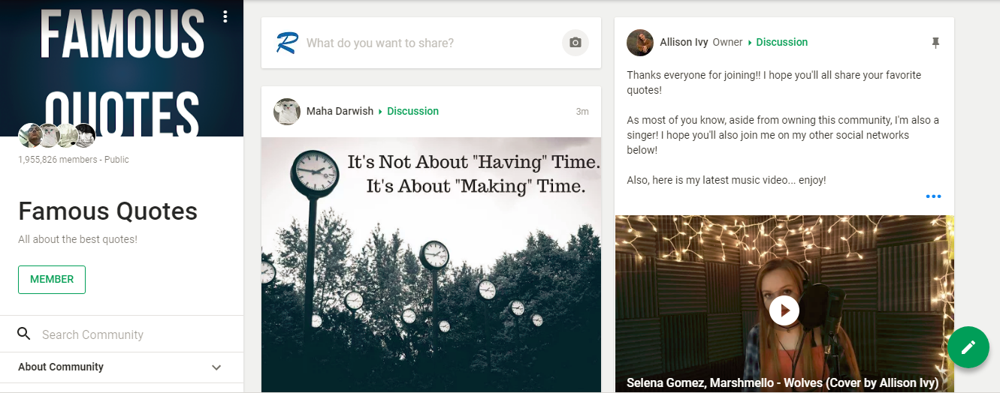 FAMOUS
QUOTES
1,955,826 members - Public
Famous Quotes
All about the best quotes!
MEMBER
Search Community
About Community
R
What do you want to share?
Maha Darwish Discussion 3m
It's Not About "Having" Time.
It's About "Making" Time.
Allison Ivy Owner Discussion
Thanks everyone for joining!! I hope you'll all share your favorite
quotes!
As most of you know, aside from owning this community, I'm also a
singer! I hope you'll also join me on my other social networks
below!
Also, here is my latest music video... enjoy!
Selena Gomez, Marshmello - Wolves (Cover by Allison Ivy)